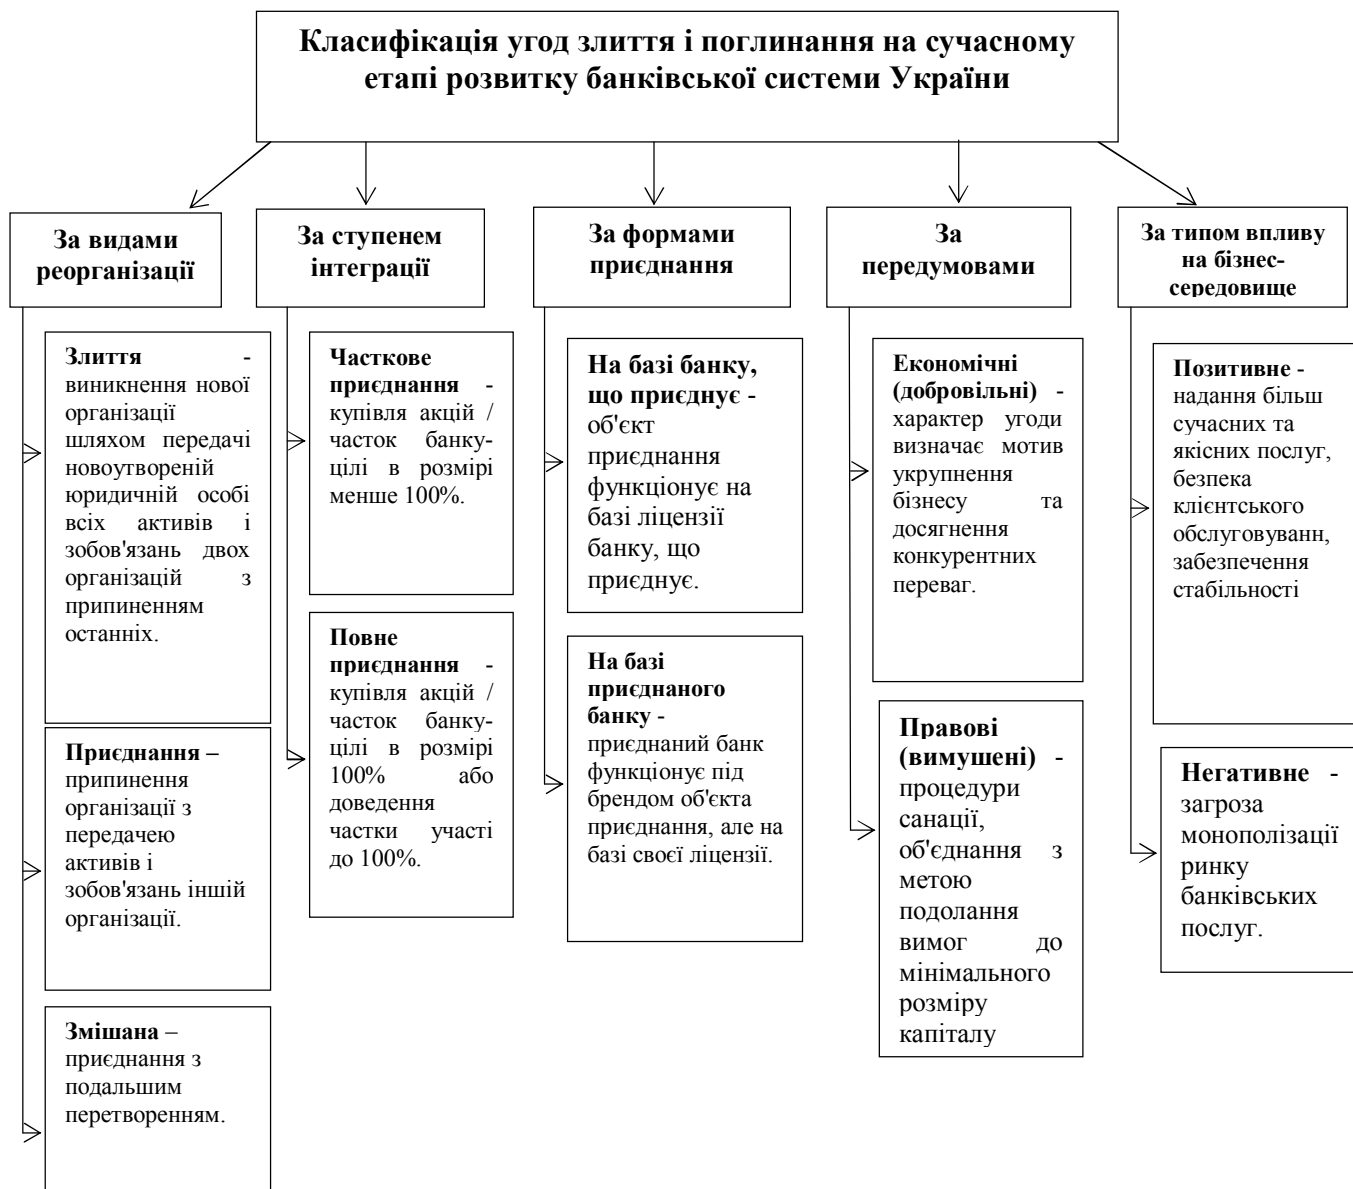 Класифікація угод злиття і поглинання на сучасному
етапі розвитку банківської системи України
За видами
реорганізації
Злиття -
виникнення нової
організації
шляхом передачі
новоутвореній
юридичній особі
всіх активів і
зобов'язань двох
організацій з
припиненням
останніх.
Приєднання –
припинення
організації з
передачею
активів і
зобов'язань іншій
організації.
Змішана –
приєднання з
подальшим
перетворенням.
За ступенем
інтеграції
Часткове
приєднання -
купівля акцій /
часток банку-
цілі в розмірі
менше 100%.
Повне
приєднання -
купівля акцій /
часток банку-
цілі в розмірі
100% або
доведення
частки участі
до 100%.
За формами
приєднання
На базі банку,
що приєднує -
об'єкт
приєднання
функціонує на
базі ліцензії
банку, що
приєднує.
На базі
приєднаного
банку -
приєднаний банк
функціонує під
брендом об'єкта
приєднання, але на
базі своєї ліцензії.
За
передумовами
Економічні
(добровільні) -
характер угоди
визначає мотив
укрупнення
бізнесу та
досягнення
конкурентних
переваг.
Правові
(вимушені) -
процедури
санації,
об'єднання з
метою
подолання
вимог до
мінімального
розміру
капіталу
За типом впливу
на бізнес-
середовище
Позитивне -
надання більш
сучасних та
якісних послуг,
безпека
клієнтського
обслуговуванн,
забезпечення
стабільності
Негативне -
загроза
монополізації
ринку
банківських
послуг.